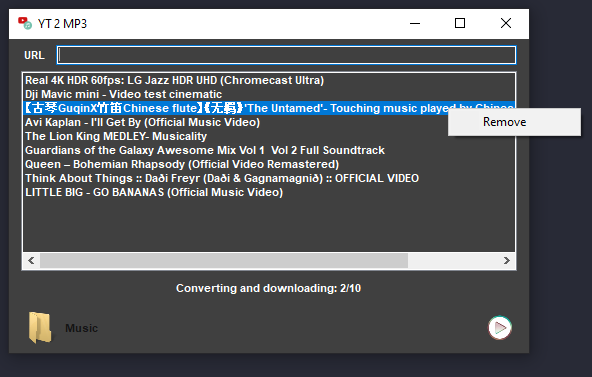 YT 2 MP3
URL
Real 4K HDR 60fps: LG Jazz HDR UHD (Chromecast Ultra)
Dji Mavic mini - Video test cinematic
【古琴GuqinX竹笛Chinese flute】《无羁》'The Untamed'- Touching music played by Chinee
Remove
Avi Kaplan - I'll Get By (Official Music Video)
The Lion King MEDLEY- Musicality
Guardians of the Galaxy Awesome Mix Vol 1 Vol 2 Full Soundtrack
Queen – Bohemian Rhapsody (Official Video Remastered)
Think About Things :: Daði Freyr (Daði & Gagnamagnið) :: OFFICIAL VIDEO
LITTLE BIG - GO BANANAS (Official Music Video)
Converting and downloading: 2/10
Music